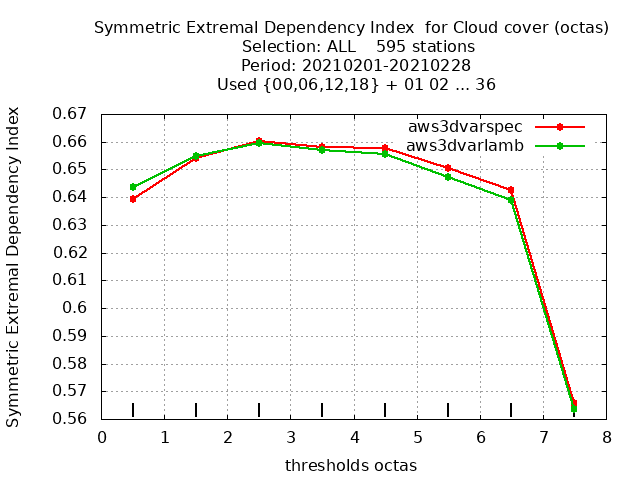 Symmetric Extremal Dependency Index  for Cloud cover (octas)
Selection: ALL    595 stations
Period: 20210201-20210228
Used {00,06,12,18} + 01 02 ... 36
Symmetric Extremal Dependency Index
0.67
0.66
0.65
0.64
0.63
0.62
0.61
0.6
0.59
0.58
0.57
0.56
aws3dvarspec
aws3dvarlamb
0 1 2 3 4 5 6 7 8
thresholds octas